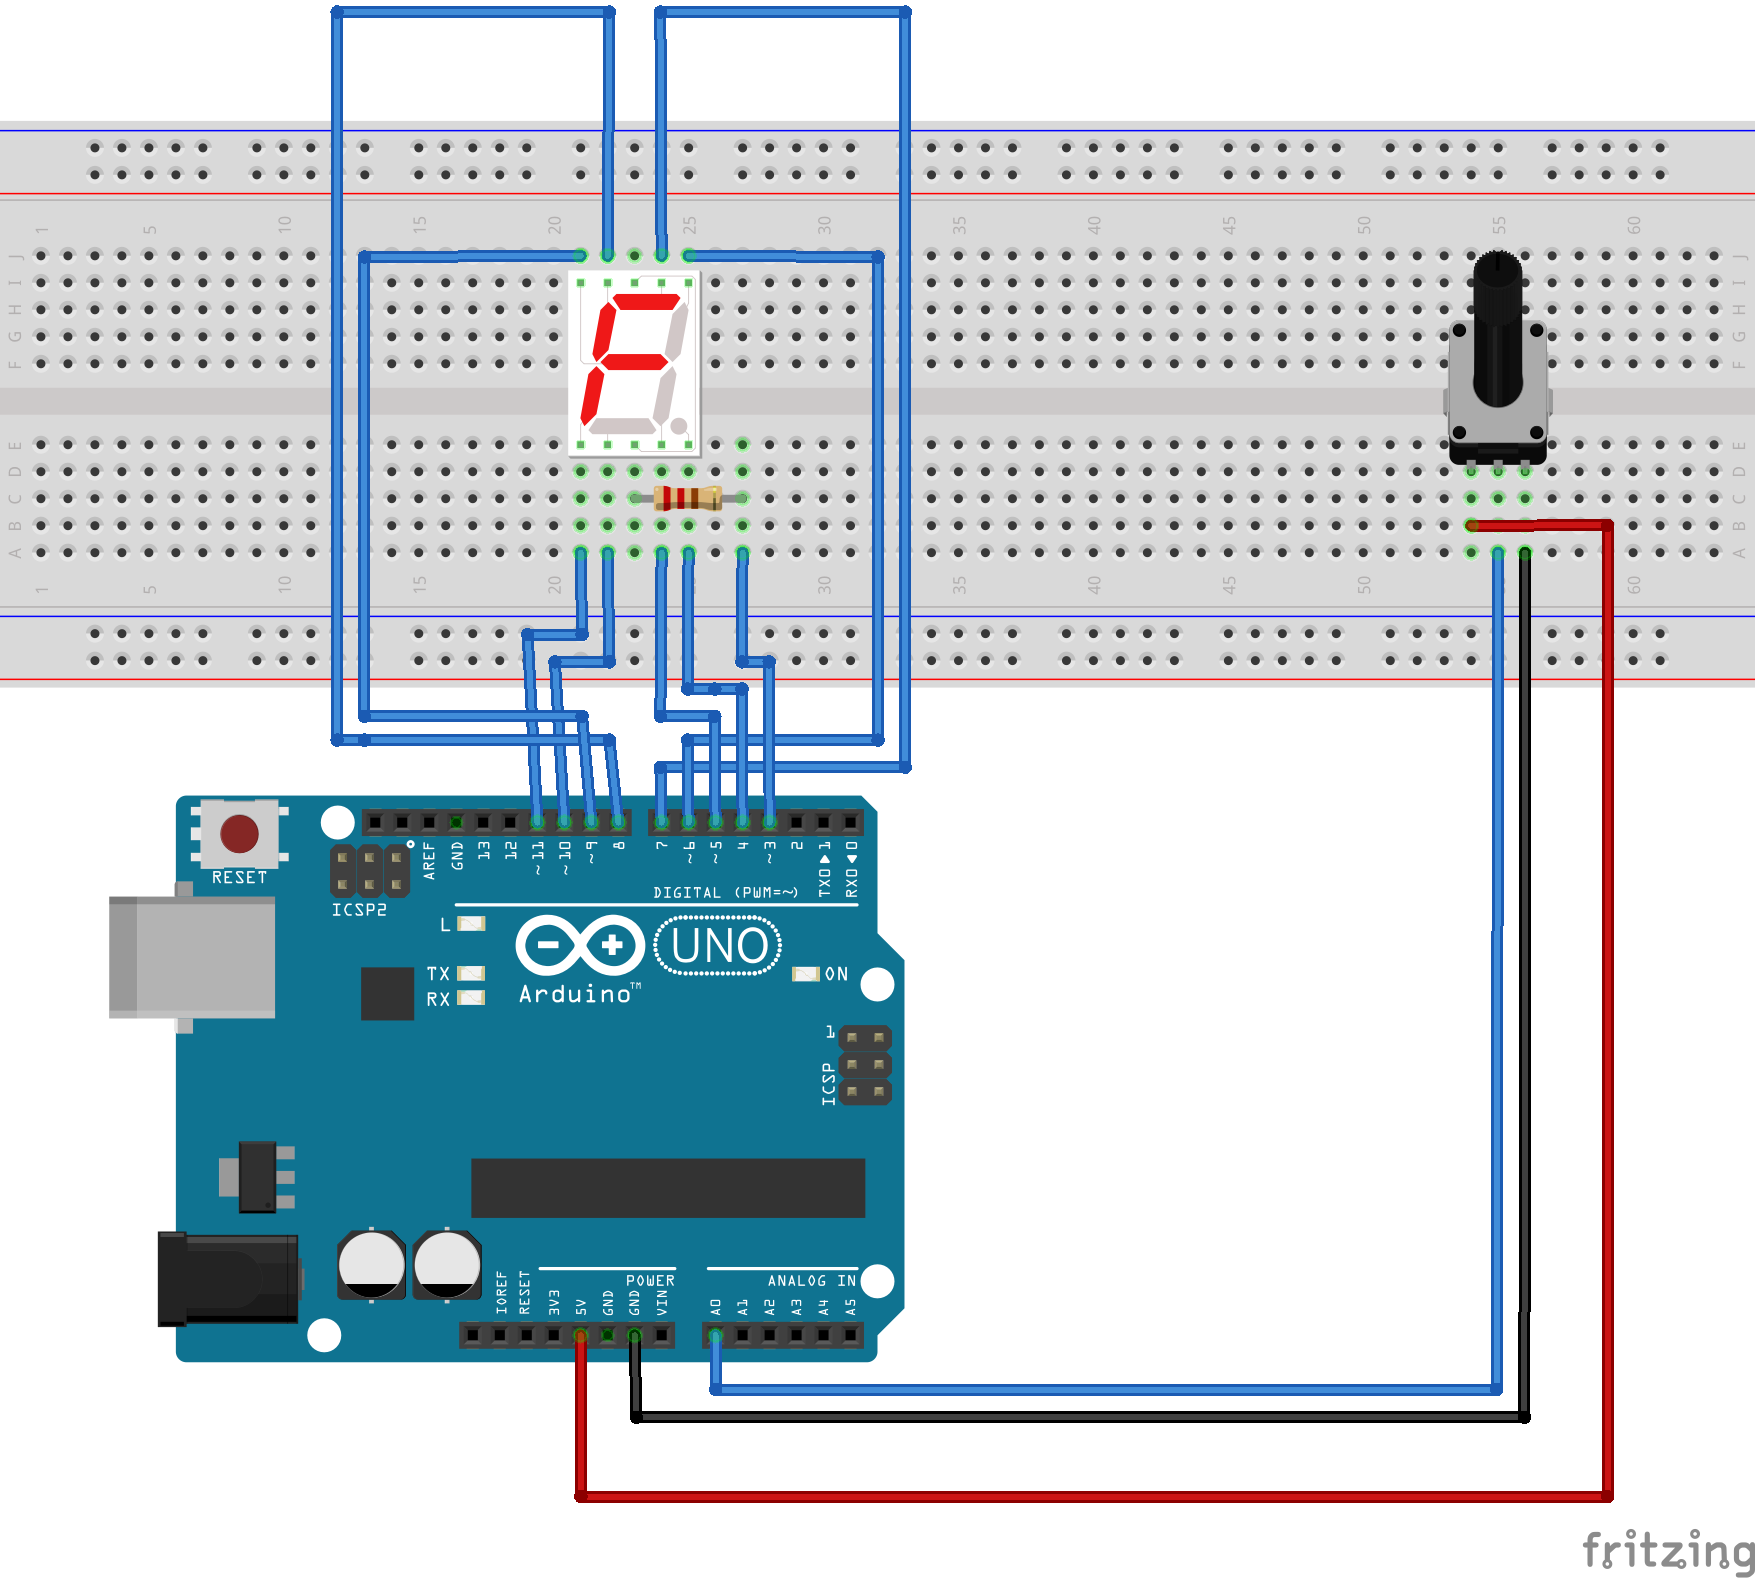 1 5 10 15 20 25 30 35 40 45 50 55 60
J J
I I
H H
G G
F F
E E
D D
C C
B B
A A
1 5 10 15 20 25 30 35 40 45 50 60
AREF GND 13 12 ~11 ~10 ~9 8 7 ~6 ~5 4 ~3 2 TX0▶1 RX0◀0
RESET
ICSP2
DIGITAL (PWM=~)
L
UNO
TX
RX
ON
Arduino™
1
ICSP
POWER
ANALOG IN
IOREF RESET 3V3 5V GND GND VIN A0 A1 A2 A3 A4 A5
fritzing